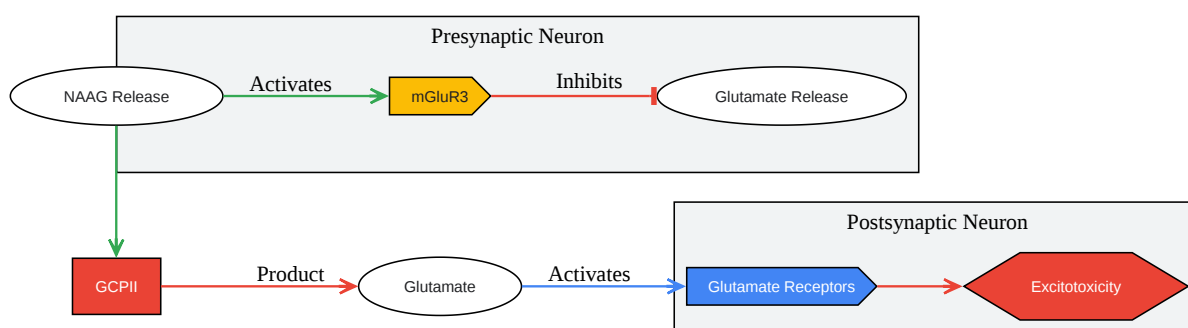 Presynaptic Neuron
NAAG Release
Activates
mGluR3
Inhibits
Glutamate Release
Postsynaptic Neuron
GCPII
Product
Glutamate
Activates
Glutamate Receptors
Excitotoxicity